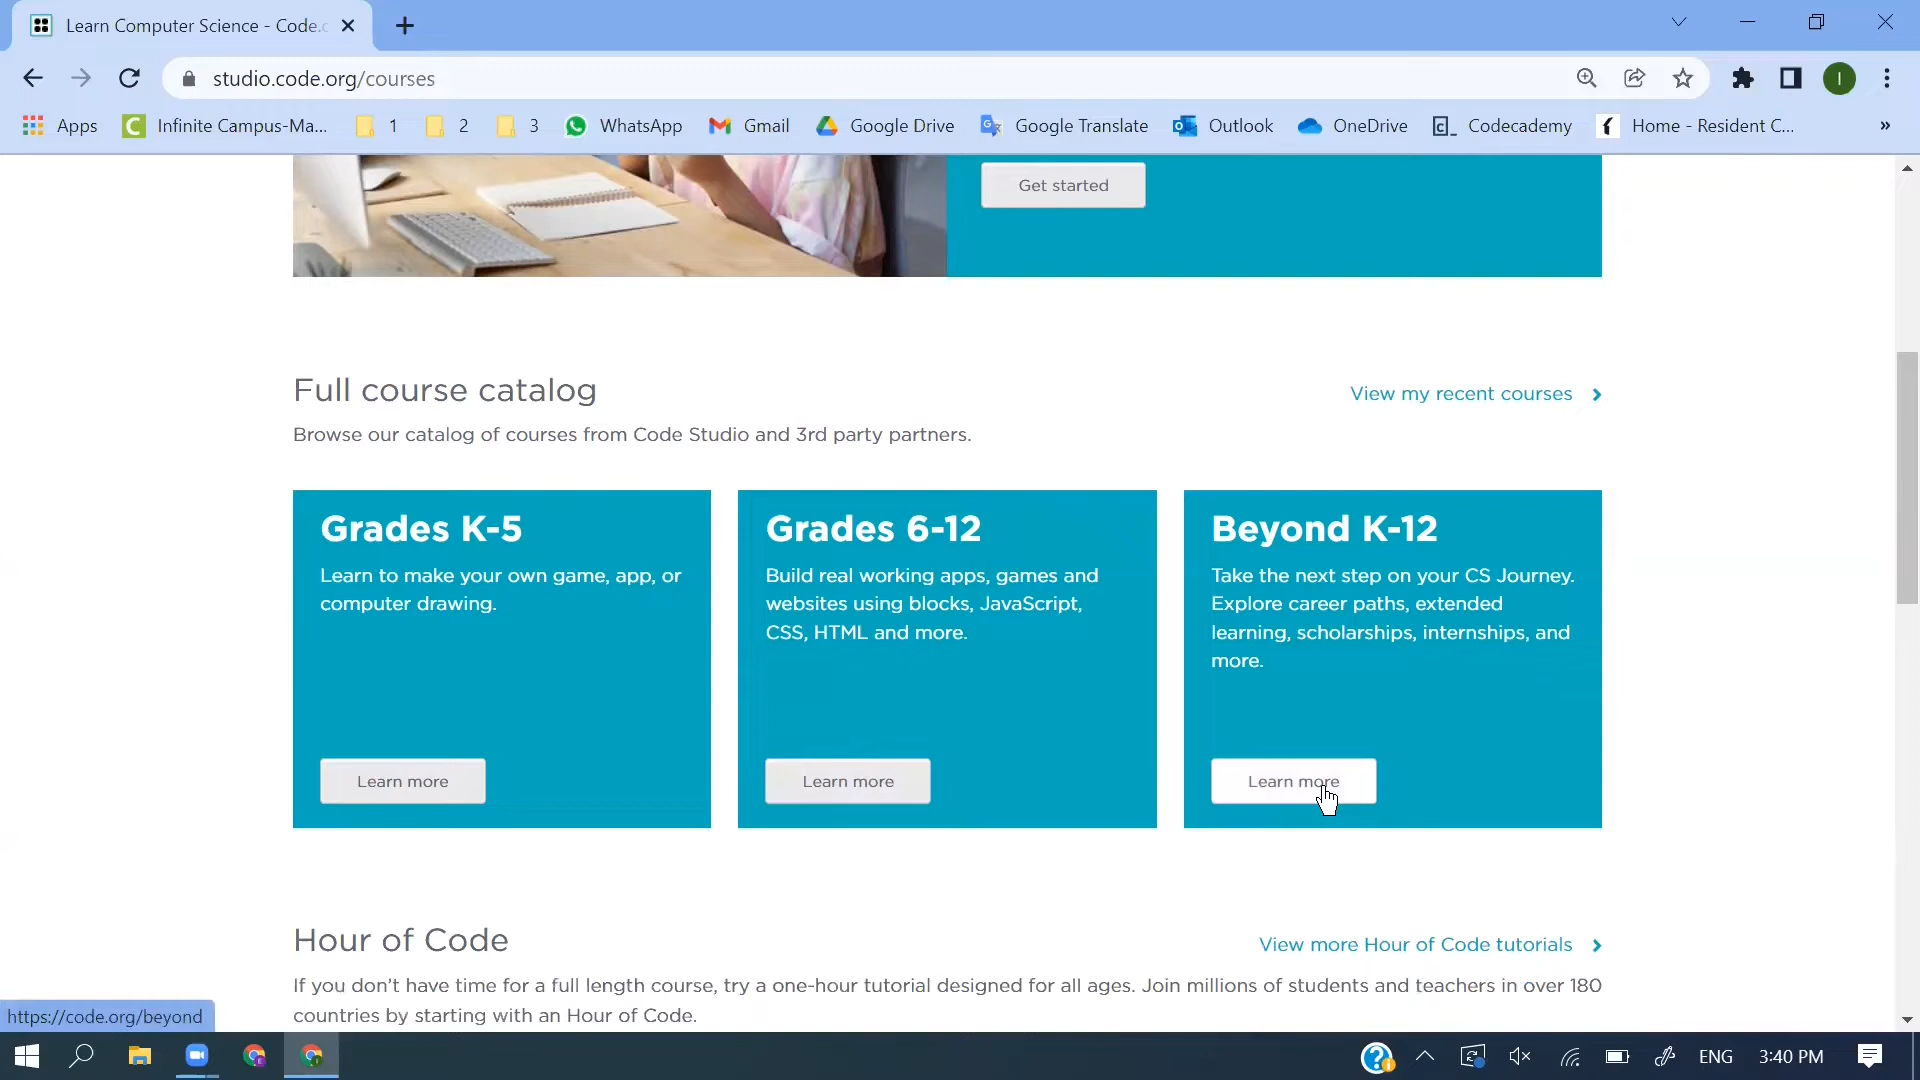 Learn Computer Science - Code.c
studio.code.org/courses
I
Apps
Infinite Campus-Ma...
1
2
3
WhatsApp
Gmail
Google Drive
Google Translate
Outlook
OneDrive
Codecademy
Home - Resident C...
»
Get started
Full course catalog
View my recent courses
Browse our catalog of courses from Code Studio and 3rd party partners.
Grades K-5
Learn to make your own game, app, or
computer drawing.
Learn more
Grades 6-12
Build real working apps, games and
websites using blocks, JavaScript,
CSS, HTML and more.
Learn more
Beyond K-12
Take the next step on your CS Journey.
Explore career paths, extended
learning, scholarships, internships, and
more.
Learn more
Hour of Code
View more Hour of Code tutorials
If you don't have time for a full length course, try a one-hour tutorial designed for all ages. Join millions of students and teachers in over 180
countries by starting with an Hour of Code.
https://code.org/beyond
ENG
3:40 PM